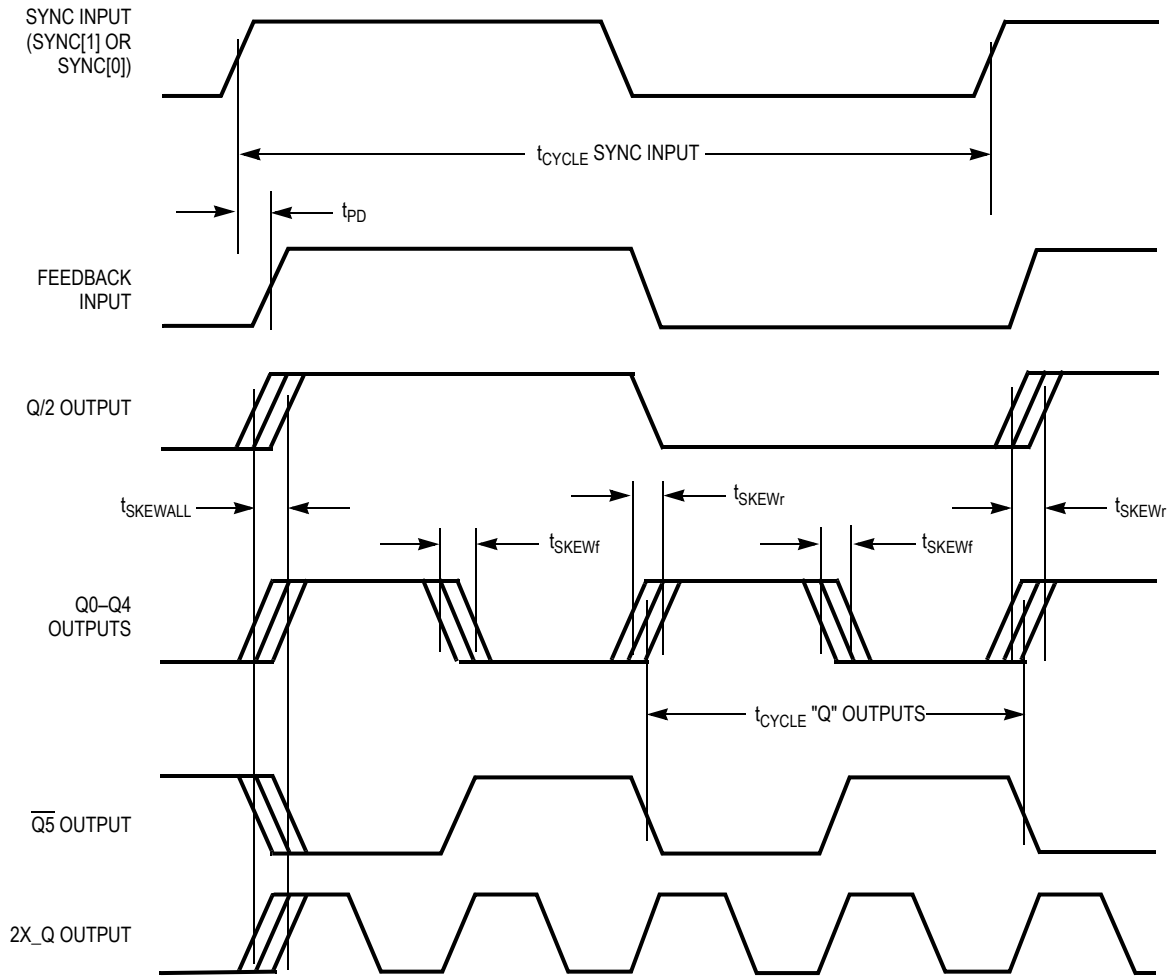 SYNC INPUT
(SYNC[1] OR
SYNC[0])
tCYCLE SYNC INPUT
tPD
FEEDBACK
INPUT
Q/2 OUTPUT
tSKEWALL
tSKEWr
tSKEWr
tSKEWf
tSKEWf
Q0–Q4
OUTPUTS
tCYCLE "Q" OUTPUTS
Q5 OUTPUT
2X_Q OUTPUT